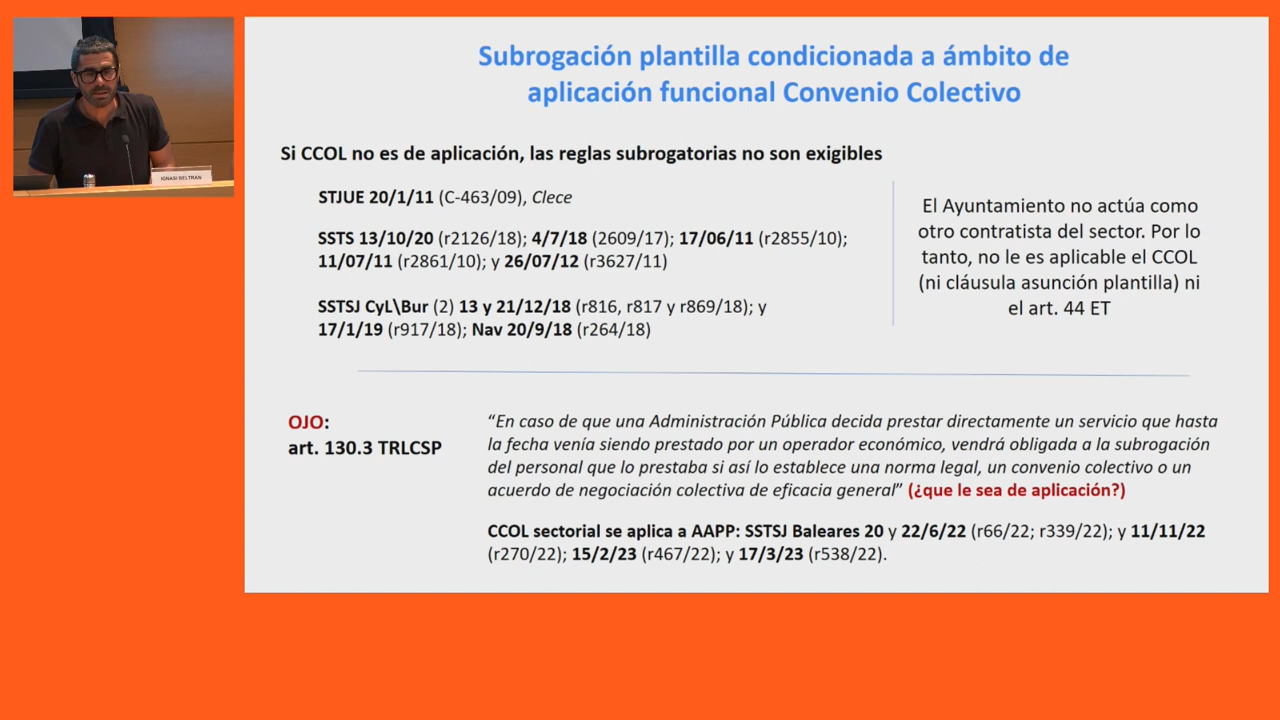 IGNASI BELTRAN
Subrogación plantilla condicionada a ámbito de
aplicación funcional Convenio Colectivo
Si CCOL no es de aplicación, las reglas subrogatorias no son exigibles
STJUE 20/1/11 (C-463/09), Clece
SSTS 13/10/20 (r2126/18); 4/7/18 (2609/17); 17/06/11 (r2855/10);
11/07/11 (r2861/10); y 26/07/12 (r3627/11)
SSTSJ CyL\Bur (2) 13 y 21/12/18 (r816, r817 y r869/18); y
17/1/19 (r917/18); Nav 20/9/18 (r264/18)
El Ayuntamiento no actúa como
otro contratista del sector. Por lo
tanto, no le es aplicable el CCOL
(ni cláusula asunción plantilla) ni
el art. 44 ET
OJO:
art. 130.3 TRLCSP
“En caso de que una Administración Pública decida prestar directamente un servicio que hasta
la fecha venía siendo prestado por un operador económico, vendrá obligada a la subrogación
del personal que lo prestaba si así lo establece una norma legal, un convenio colectivo o un
acuerdo de negociación colectiva de eficacia general” (¿que le sea de aplicación?)
CCOL sectorial se aplica a AAPP: SSTSJ Baleares 20 y 22/6/22 (r66/22; r339/22); y 11/11/22
(r270/22); 15/2/23 (r467/22); y 17/3/23 (r538/22).